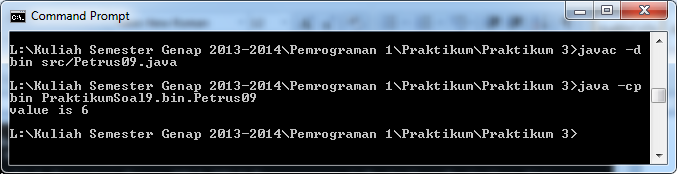 Command Prompt
L:\Kuliah Semester Genap 2013-2014\Pemrograman 1\Praktikum\Praktikum 3>javac -d
bin src/Petrus09.java
L:\Kuliah Semester Genap 2013-2014\Pemrograman 1\Praktikum\Praktikum 3>java -cp
bin PraktikumSoal9.bin.Petrus09
value is 6
L:\Kuliah Semester Genap 2013-2014\Pemrograman 1\Praktikum\Praktikum 3>